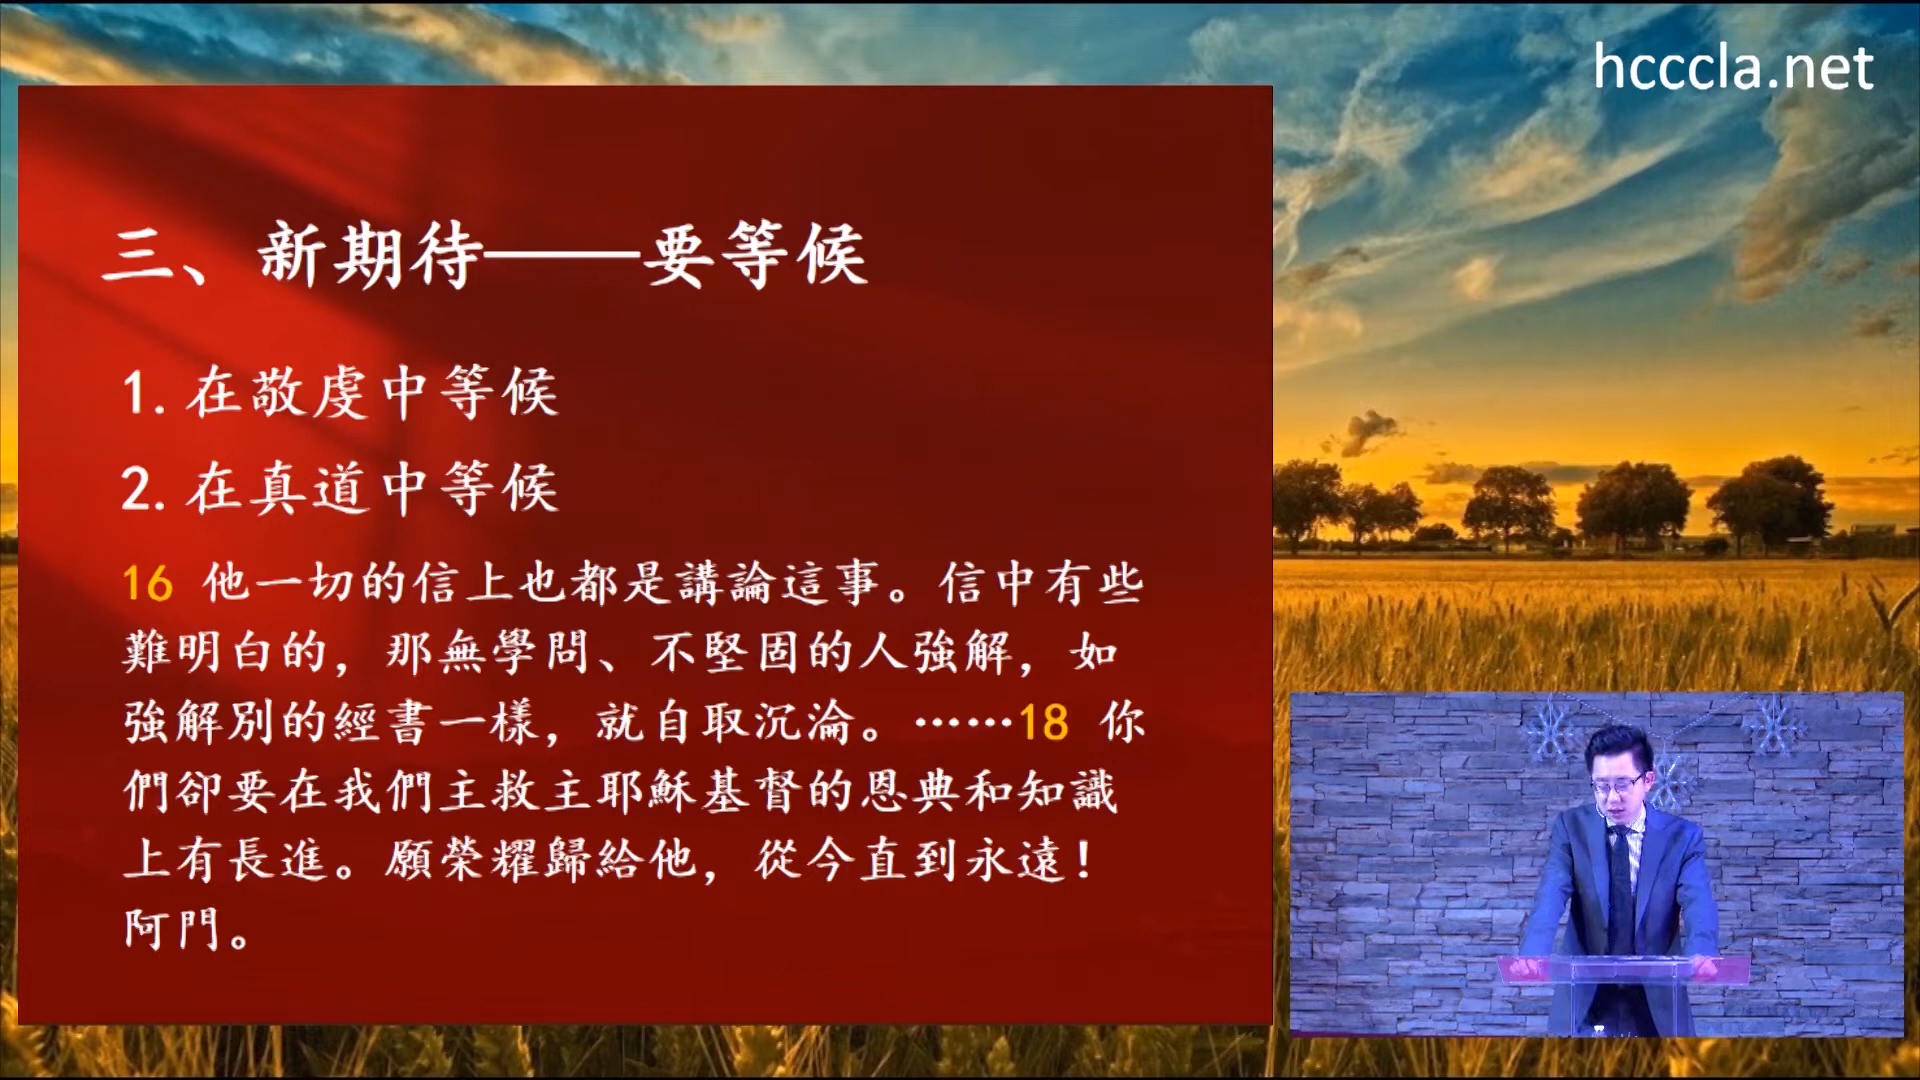 hcccla.net
三、新期待——要等候
1.在敬虔中等候
2.在真道中等候
16 他一切的信上也都是講論這事。信中有些
難明白的，那無學問、不堅固的人強解，如
強解別的經書一樣，就自取沉淪。……18 你
們卻要在我們主救主耶穌基督的恩典和知識
上有長進。願榮耀歸給他，從今直到永遠！
阿門。